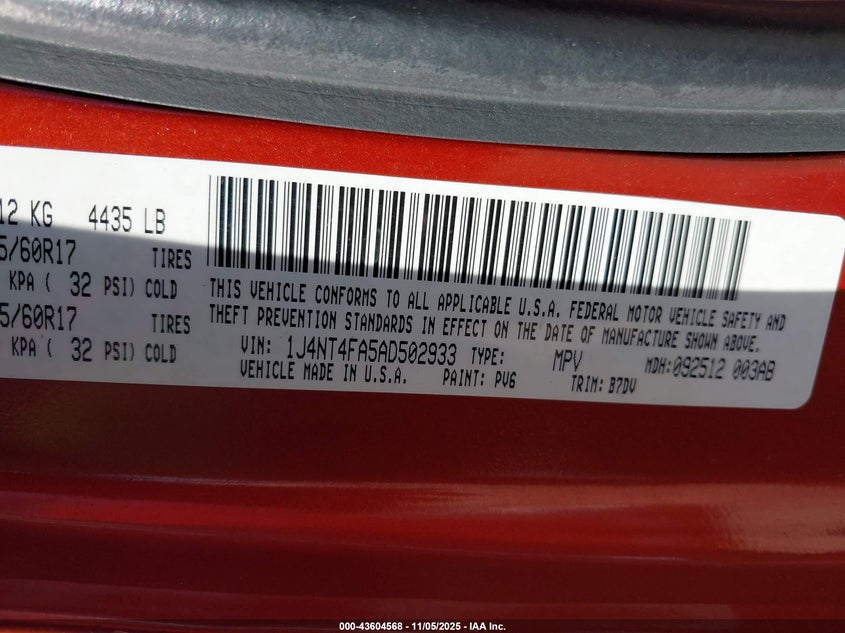 12 KG 4435 LB
5/60R17 TIRES
KPA ( 32 PSI) COLD
5/60R17 TIRES
KPA ( 32 PSI) COLD
THIS VEHICLE CONFORMS TO ALL APPLICABLE U.S.A. FEDERAL MOTOR VEHICLE SAFETY AND
THEFT PREVENTION STANDARDS IN EFFECT ON THE DATE OF MANUFACTURE SHOWN ABOVE.
VIN: 1J4NT4FA5AD502933 TYPE: MPV MDH:092512 003AB
VEHICLE MADE IN U.S.A. PAINT: PV6 TRIM: B7DV
000-43604568 - 11/05/2025 - IAA Inc.